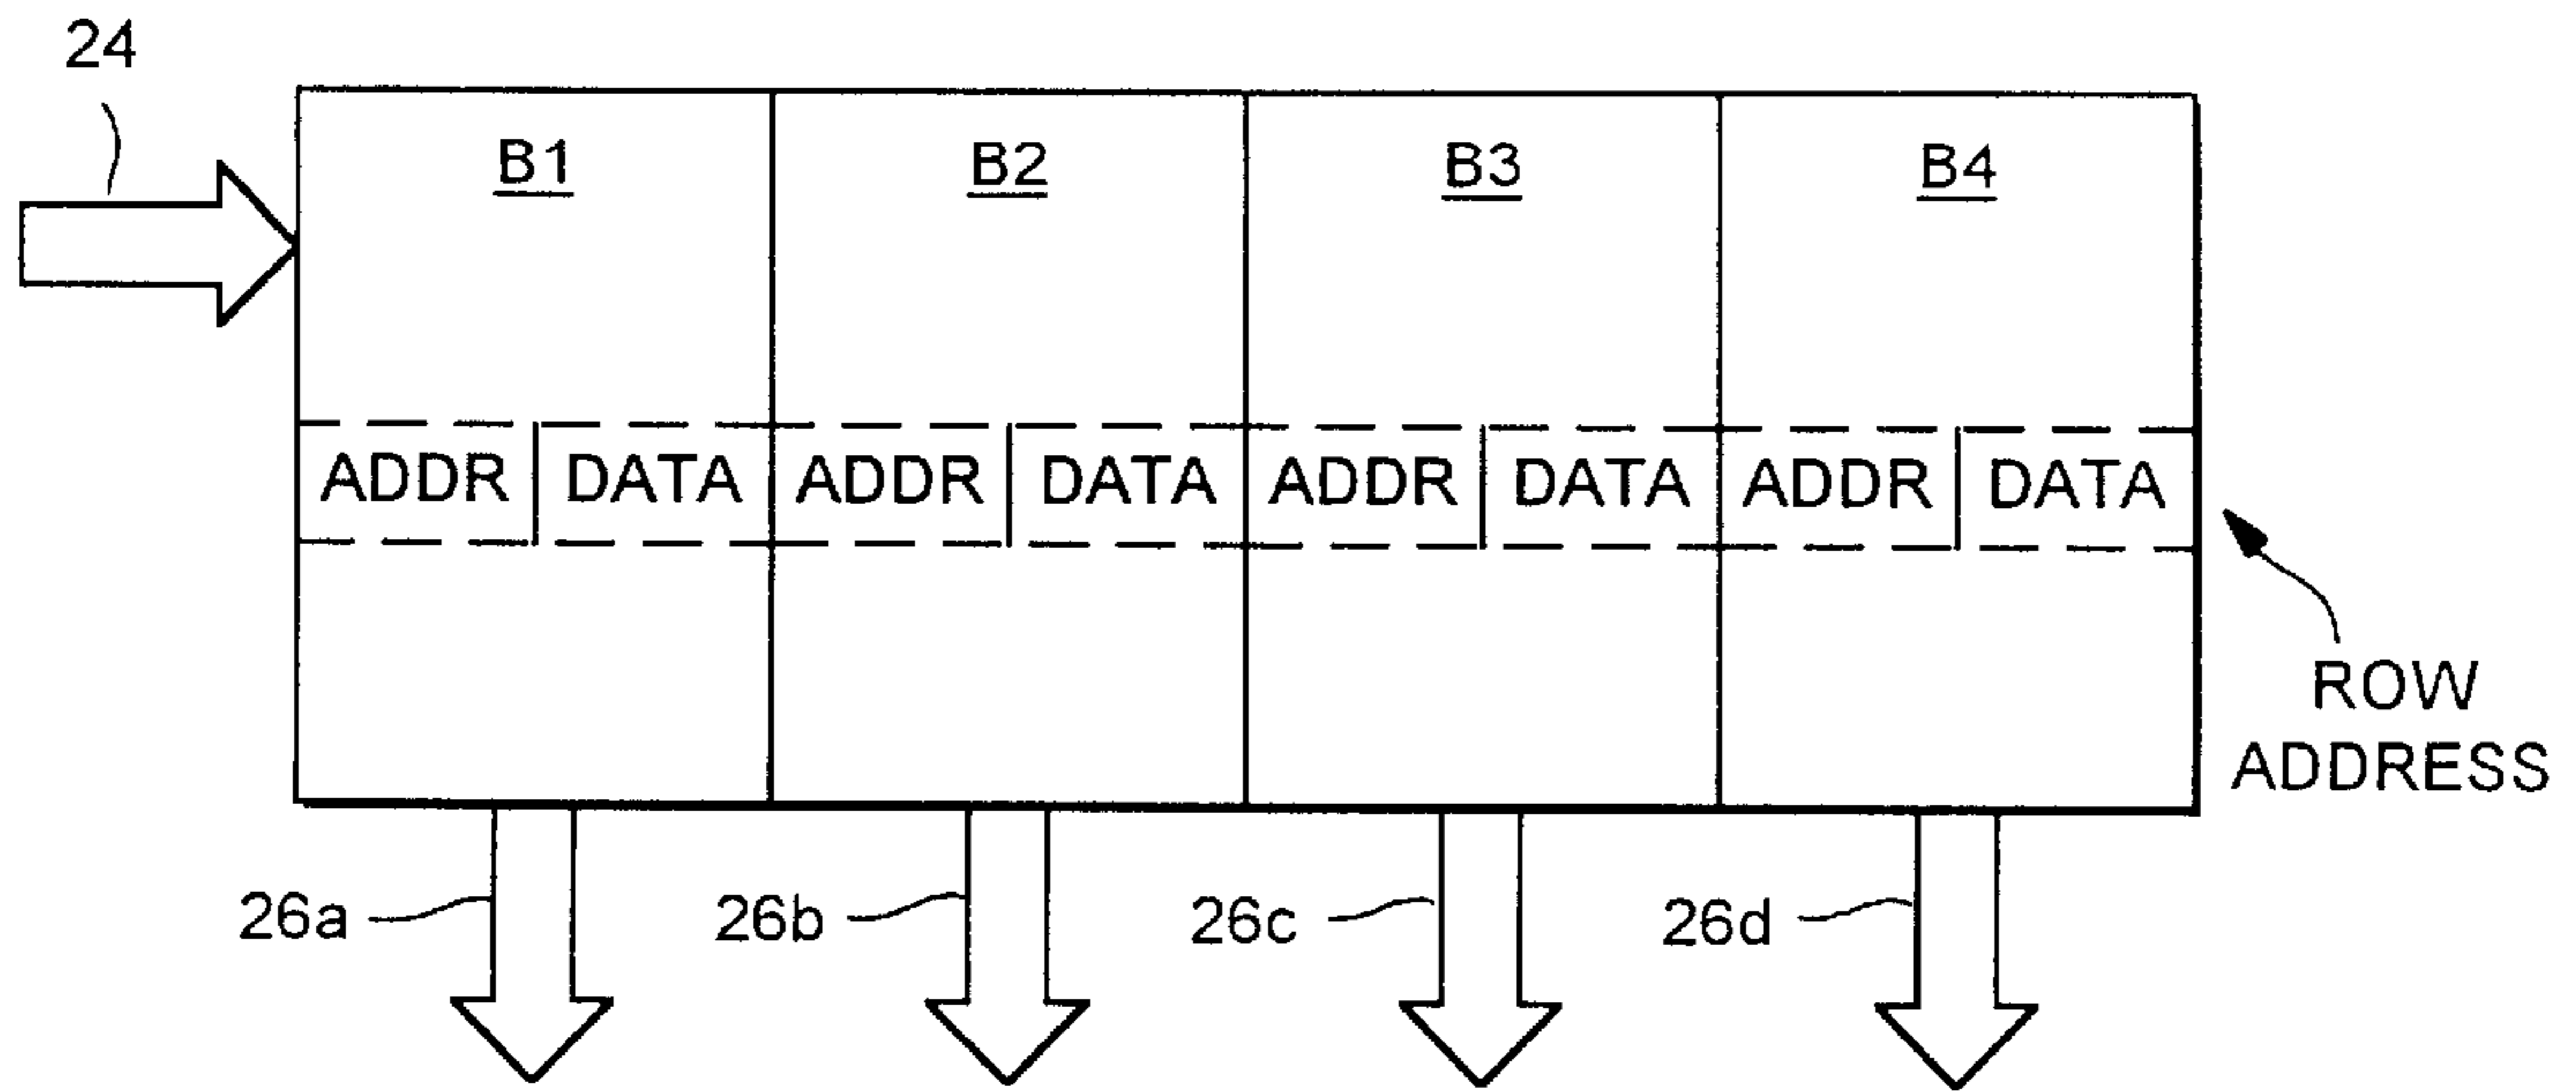 24
B1 B2 B3 B4
ADDR DATA ADDR DATA ADDR DATA ADDR DATA
ROW
ADDRESS
26a 26b 26c 26d